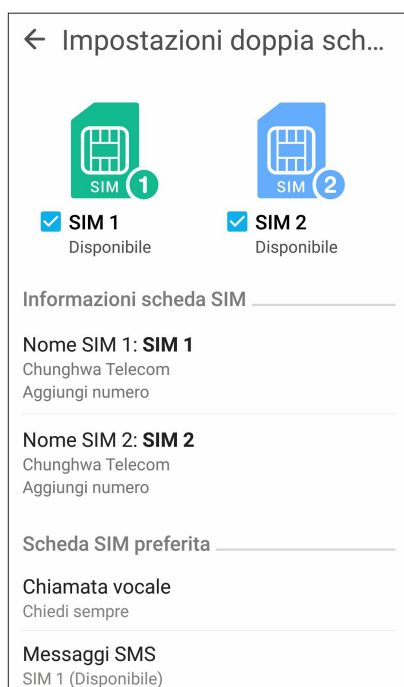 Impostazioni doppia sch...
SIM 1
SIM 2
SIM 1
SIM 2
Disponibile
Disponibile
Informazioni scheda SIM
Nome SIM 1: SIM 1
Chunghwa Telecom
Aggiungi numero
Nome SIM 2: SIM 2
Chunghwa Telecom
Aggiungi numero
Scheda SIM preferita
Chiamata vocale
Chiedi sempre
Messaggi SMS
SIM 1 (Disponibile)